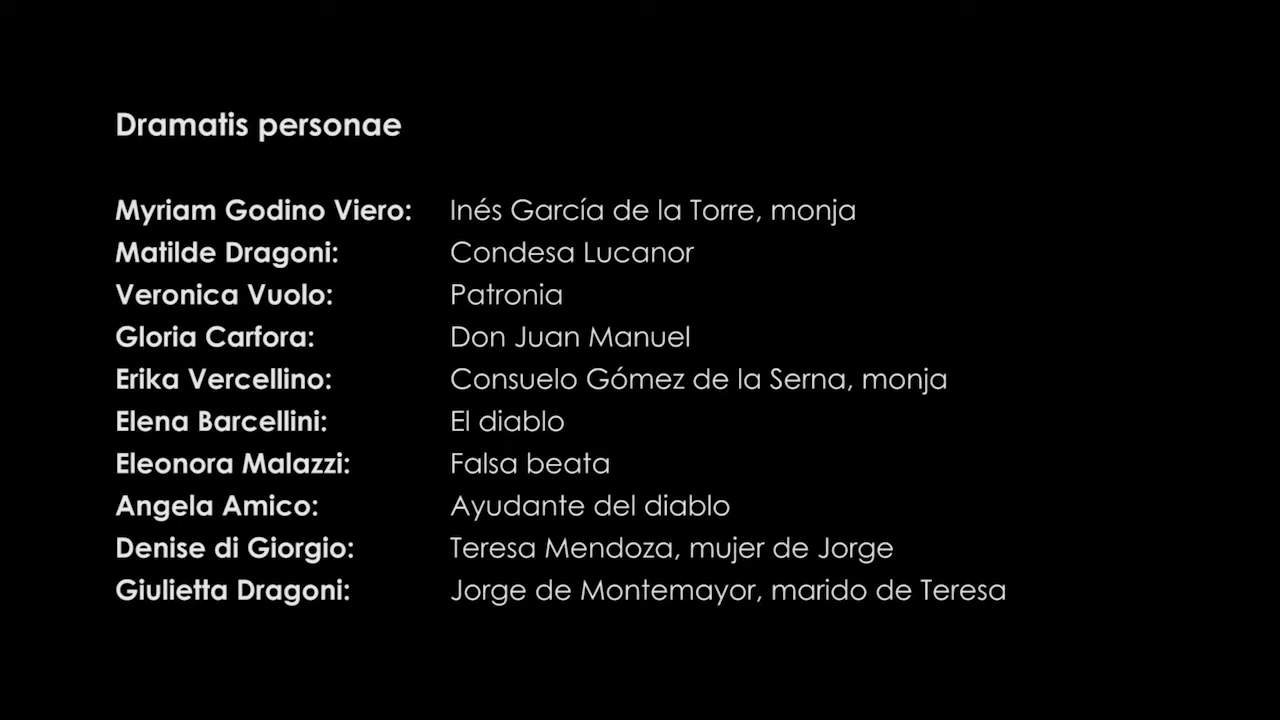 Dramatis personae
Myriam Godino Viero: Inés García de la Torre, monja
Matilde Dragoni: Condesa Lucanor
Veronica Vuolo: Patronia
Gloria Carfora: Don Juan Manuel
Erika Vercellino: Consuelo Gómez de la Serna, monja
Elena Barcellini: El diablo
Eleonora Malazzi: Falsa beata
Angela Amico: Ayudante del diablo
Denise di Giorgio: Teresa Mendoza, mujer de Jorge
Giulietta Dragoni: Jorge de Montemayor, marido de Teresa